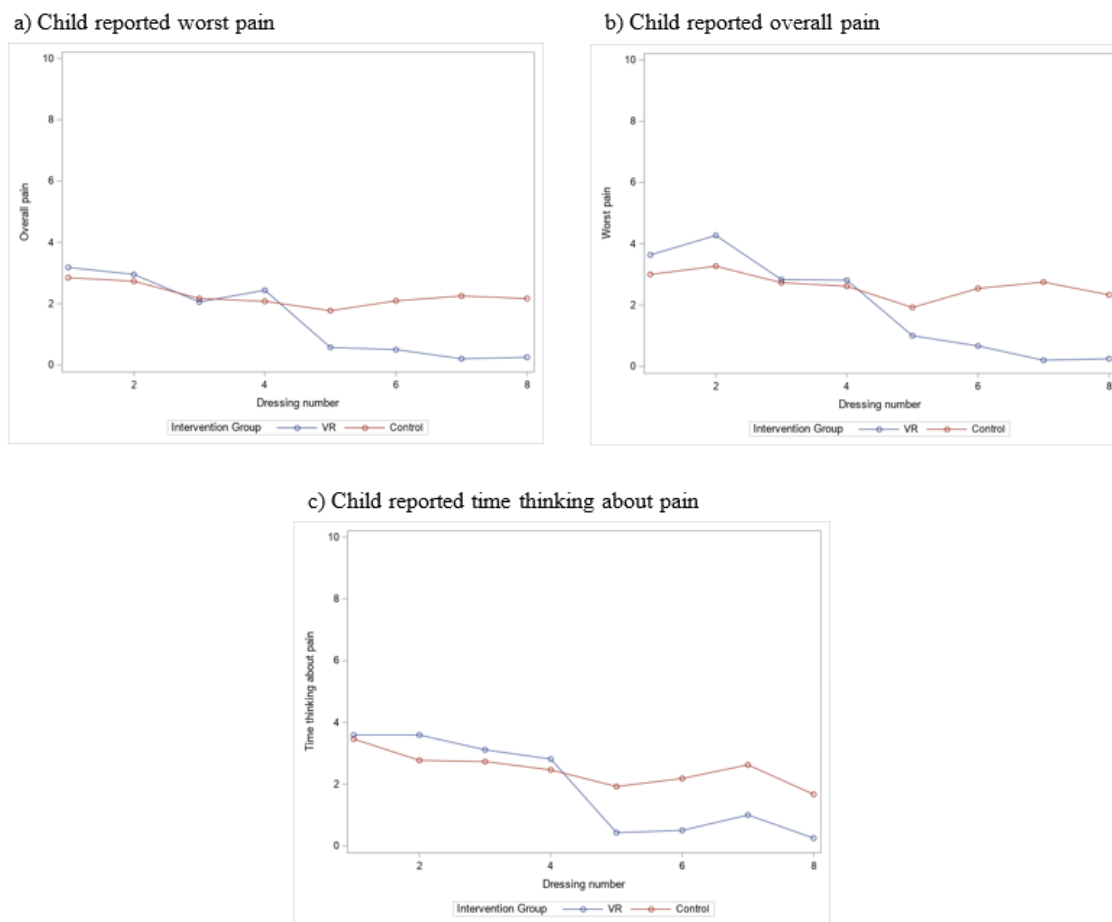 a) Child reported worst pain
10
8
6
4
2
0
Overall pain
2 4 6 8
Dressing number
Intervention Group VR Control
b) Child reported overall pain
10
8
6
4
2
0
Worst pain
2 4 6 8
Dressing number
Intervention Group VR Control
c) Child reported time thinking about pain
10
8
6
4
2
0
Time thinking about pain
2 4 6 8
Dressing number
Intervention Group VR Control